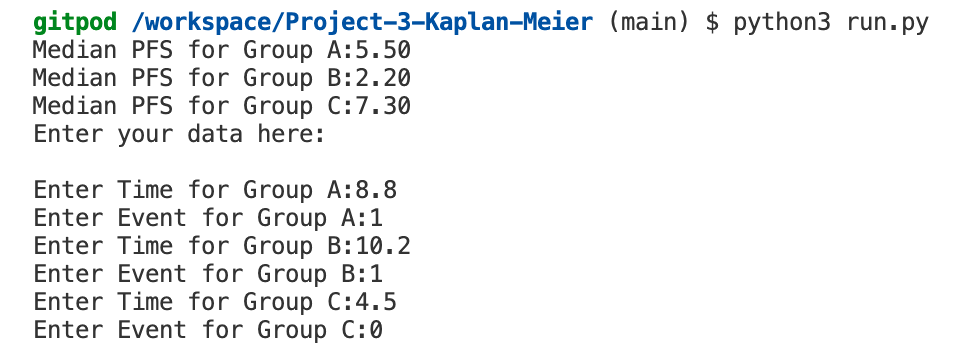 gitpod /workspace/Project-3-Kaplan-Meier (main) $ python3 run.py
Median PFS for Group A:5.50
Median PFS for Group B:2.20
Median PFS for Group C:7.30
Enter your data here:
Enter Time for Group A:8.8
Enter Event for Group A:1
Enter Time for Group B:10.2
Enter Event for Group B:1
Enter Time for Group C:4.5
Enter Event for Group C:0